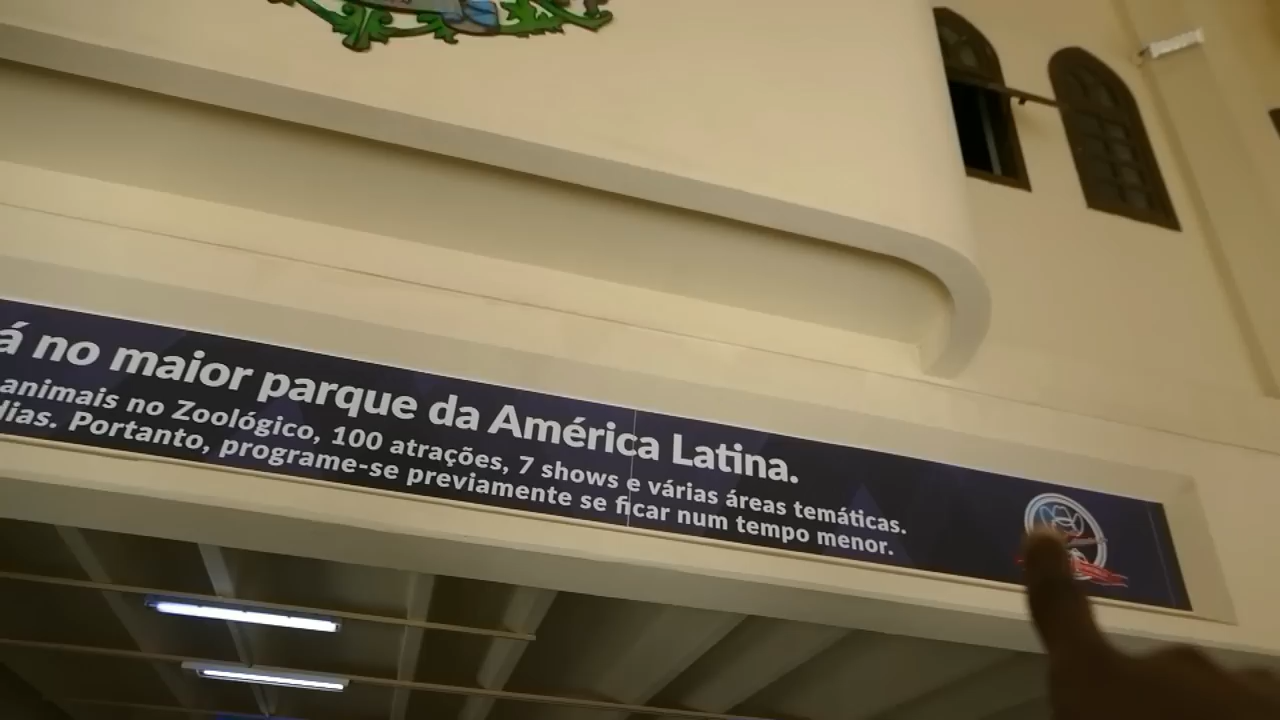 á no maior parque da América Latina.
animais no Zoológico, 100 atrações, 7 shows e várias áreas temáticas.
dias. Portanto, programe-se previamente se ficar num tempo menor.